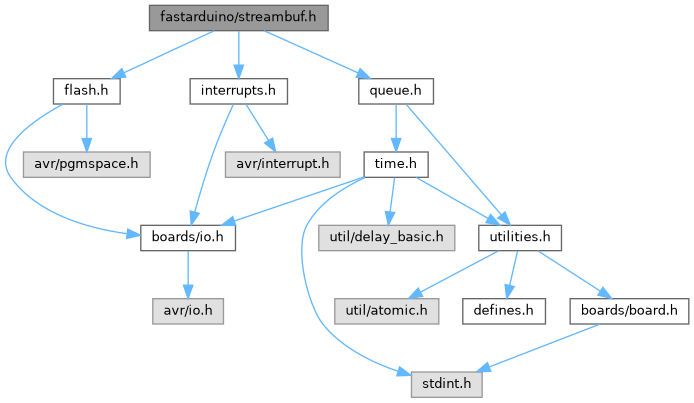 fastarduino/streambuf.h
flash.h
interrupts.h
queue.h
avr/pgmspace.h
avr/interrupt.h
time.h
boards/io.h
util/delay_basic.h
utilities.h
avr/io.h
util/atomic.h
defines.h
boards/board.h
stdint.h